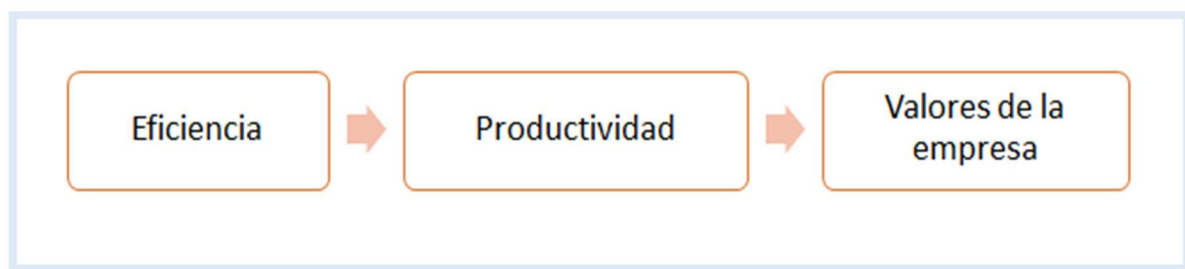 Eficiencia
Productividad
Valores de la
empresa